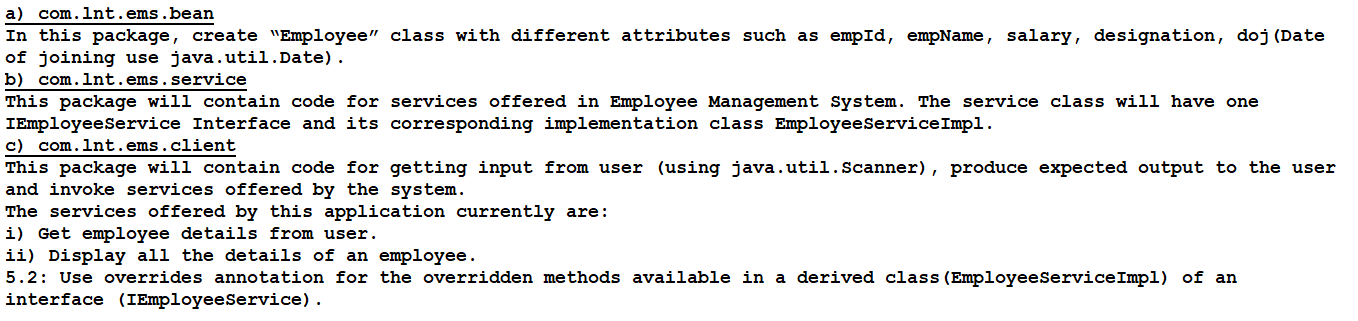 a) com.lnt.ems.bean
In this package, create “Employee” class with different attributes such as empId, empName, salary, designation, doj(Date
of joining use java.util.Date).
b) com.lnt.ems.service
This package will contain code for services offered in Employee Management System. The service class will have one
IEmployeeService Interface and its corresponding implementation class EmployeeServiceImpl.
c) com.lnt.ems.client
This package will contain code for getting input from user (using java.util.Scanner), produce expected output to the user
and invoke services offered by the system.
The services offered by this application currently are:
i) Get employee details from user.
ii) Display all the details of an employee.
5.2: Use overrides annotation for the overridden methods available in a derived class(EmployeeServiceImpl) of an
interface (IEmployeeService).